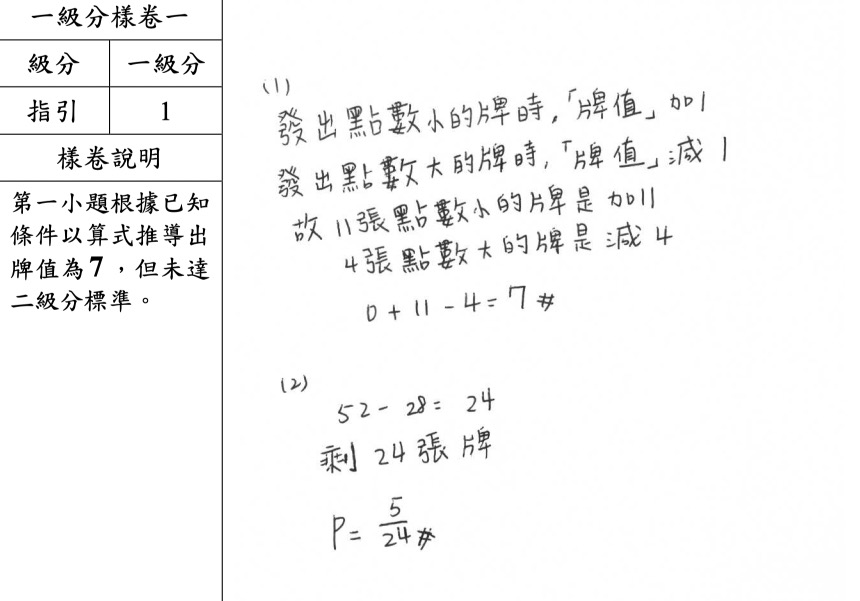 一級分樣卷一
級分 一級分
指引 1
樣卷說明
第一小題根據已知
條件以算式推導出
牌值為7，但未達
二級分標準。
(1)
發出點數小的牌時,「牌值」加1
發出點數大的牌時,「牌值」減1
故11張點數小的牌是加11
4張點數大的牌是減4
0+11-4=7#
(2)
52-28=24
剩24張牌
P=5/24#